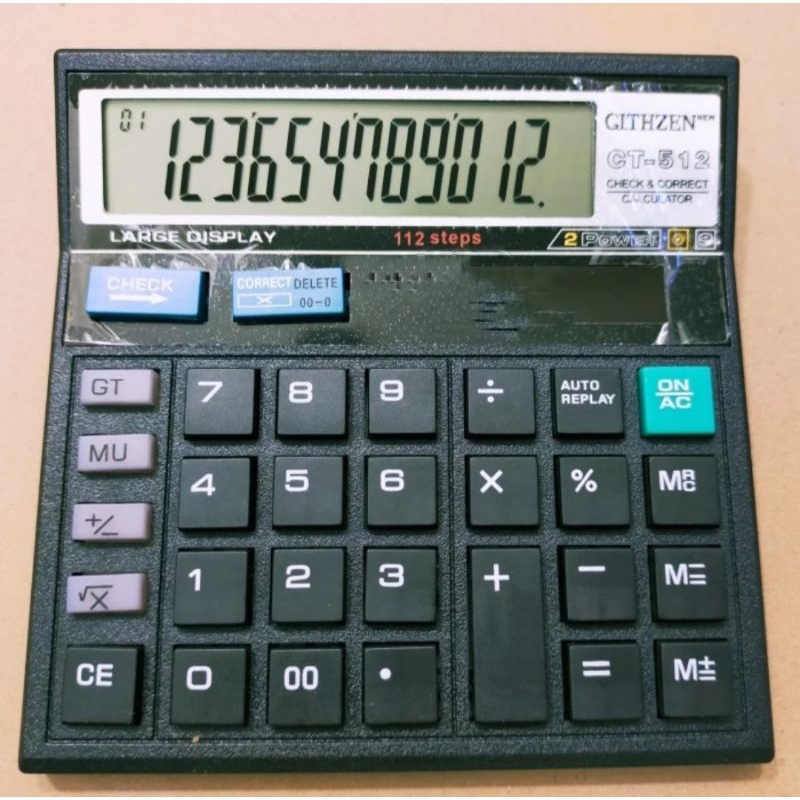 01
123654789012.
GITHZEN NEW
CT-512
CHECK & CORRECT
CALCULATOR
LARGE DISPLAY 112 steps 2 POWER
CHECK CORRECT DELETE
→ X 00→0
GT 7 8 9 ÷ AUTO REPLAY ON/AC
MU 4 5 6 × % MRC
+/− 1 2 3 + − M−=
√X
CE 0 00 • = M+=